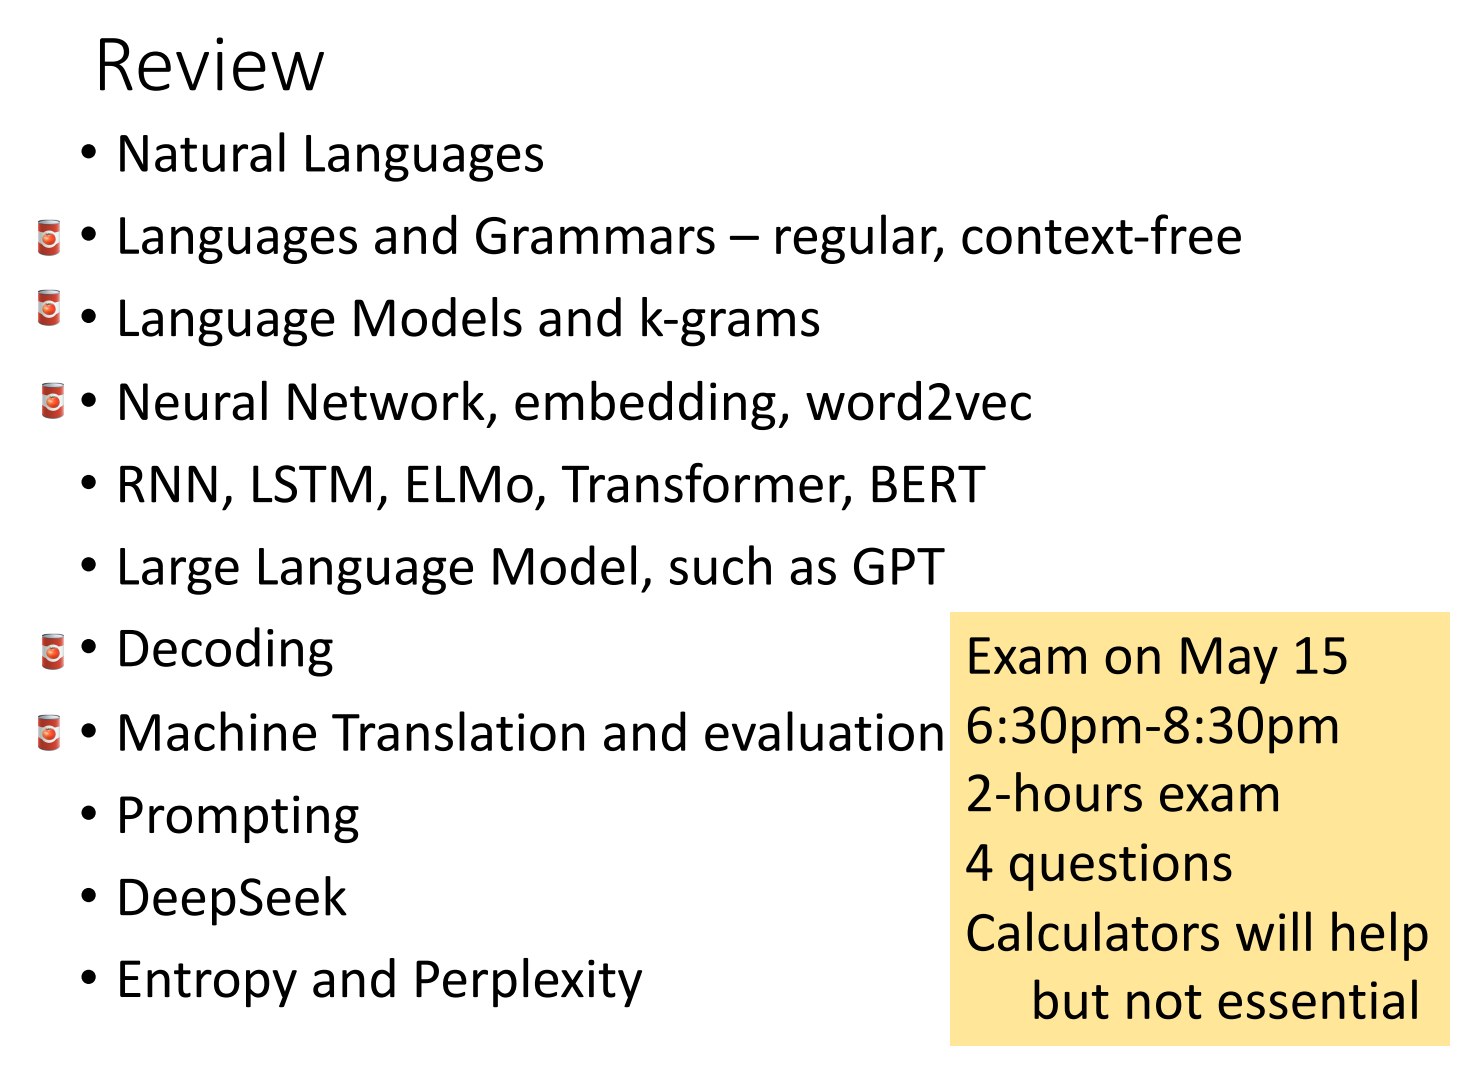 Review
• Natural Languages
• Languages and Grammars – regular, context-free
• Language Models and k-grams
• Neural Network, embedding, word2vec
• RNN, LSTM, ELMo, Transformer, BERT
• Large Language Model, such as GPT
• Decoding
• Machine Translation and evaluation
• Prompting
• DeepSeek
• Entropy and Perplexity
Exam on May 15
6:30pm-8:30pm
2-hours exam
4 questions
Calculators will help
but not essential